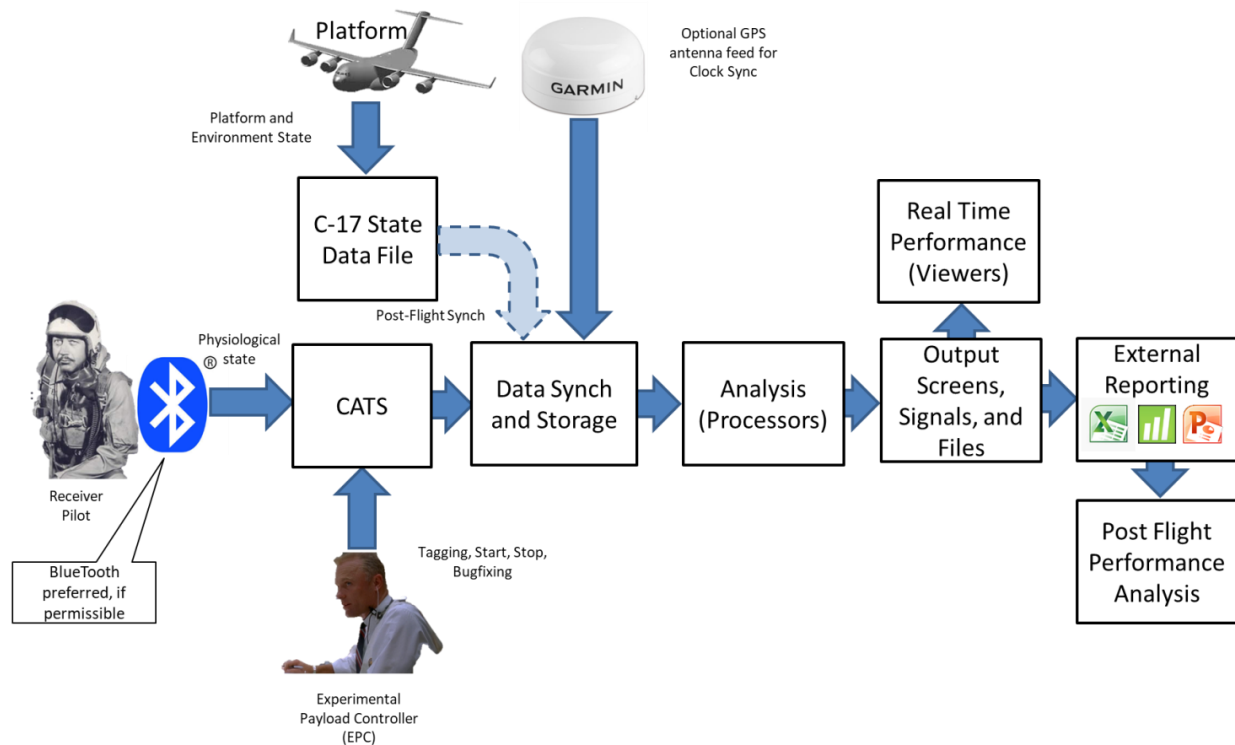 Platform
Optional GPS
antenna feed for
Clock Sync
GARMIN
Platform and
Environment State
C-17 State
Data File
Real Time
Performance
(Viewers)
Post-Flight Synch
Physiological
® state
CATS
Data Synch
and Storage
Analysis
(Processors)
Output
Screens,
Signals, and
Files
External
Reporting
X
P
Receiver
Pilot
Tagging, Start, Stop,
Bugfixing
Post Flight
Performance
Analysis
BlueTooth
preferred, if
permissible
Experimental
Payload Controller
(EPC)